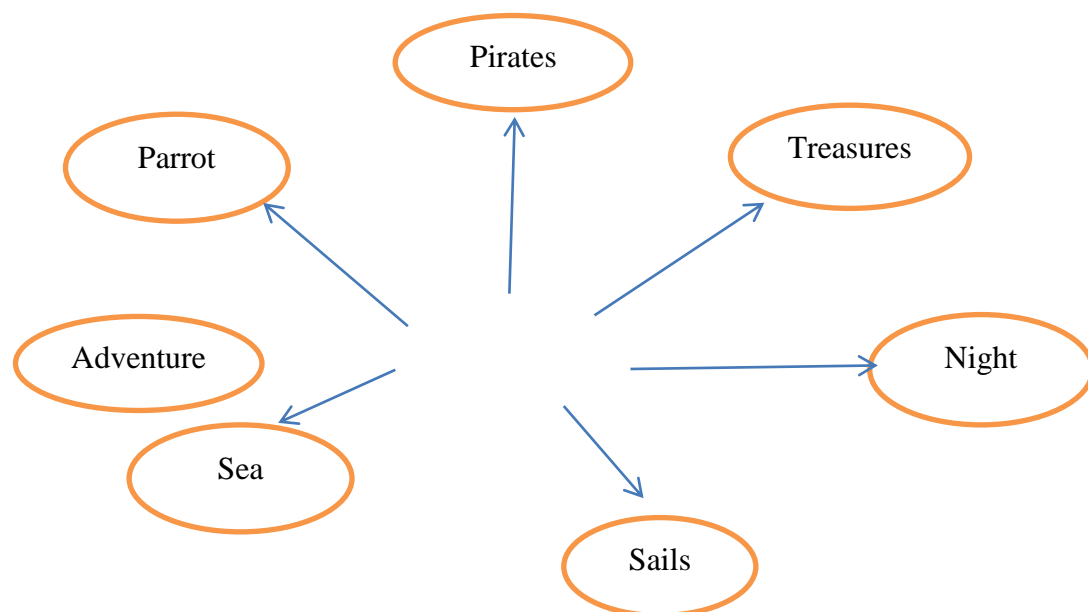 Pirates
Parrot
Treasures
Adventure
Night
Sea
Sails